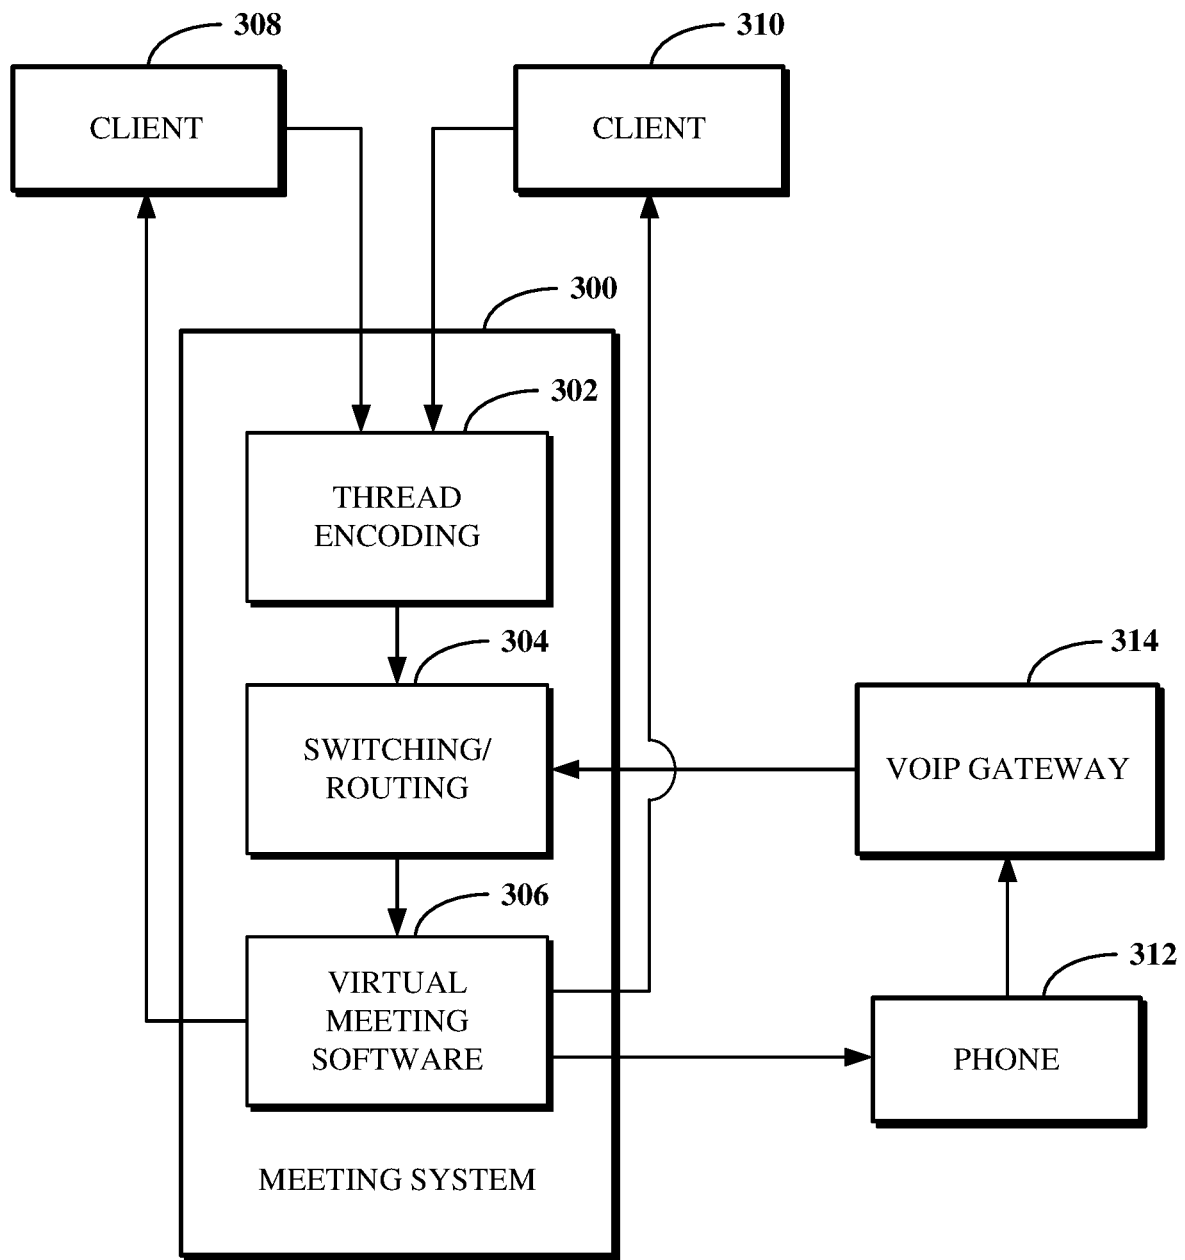 308
310
CLIENT
CLIENT
300
302
THREAD
ENCODING
304
314
SWITCHING/
ROUTING
VOIP GATEWAY
306
312
VIRTUAL
MEETING
SOFTWARE
PHONE
MEETING SYSTEM